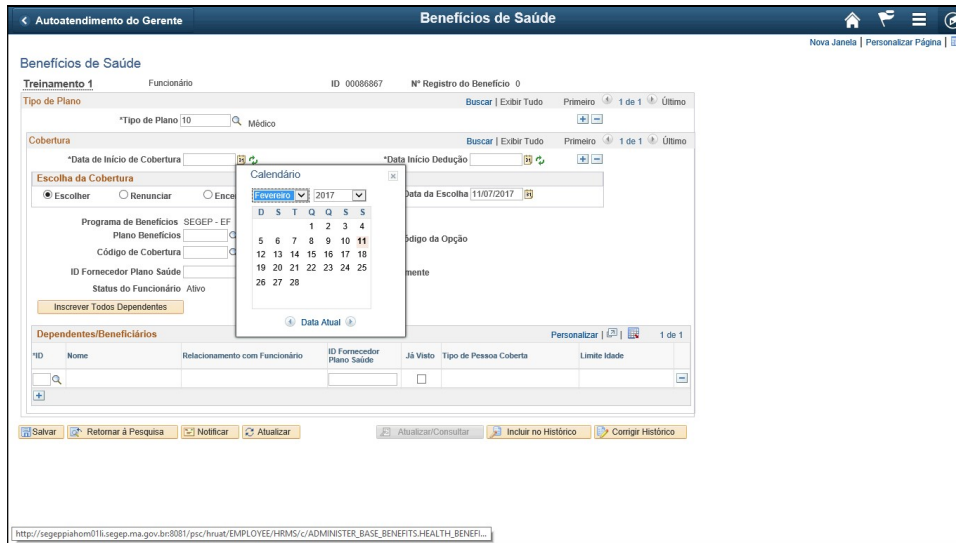 Autoatendimento do Gerente
Benefícios de Saúde
Nova Janela | Personalizar Página |
Benefícios de Saúde
Treinamento 1 Funcionário ID 00086867 Nº Registro do Benefício 0
Tipo de Plano Buscar | Exibir Tudo Primeiro 1 de 1 Último
*Tipo de Plano 10 Médico
Cobertura Buscar | Exibir Tudo Primeiro 1 de 1 Último
*Data de Início de Cobertura *Data Início Dedução
Escolha da Cobertura
Escolher Renunciar Ence Data da Escolha 11/07/2017
Programa de Benefícios SEGEP - EF
Plano Benefícios ódigo da Opção
Código de Cobertura
ID Fornecedor Plano Saúde mente
Status do Funcionário Ativo
Inscrever Todos Dependentes
Calendário
Fevereiro 2017
D S T Q Q S S
1 2 3 4
5 6 7 8 9 10 11
12 13 14 15 16 17 18
19 20 21 22 23 24 25
26 27 28
Data Atual
Dependentes/Beneficiários Personalizar | | 1 de 1
*ID Nome Relacionamento com Funcionário ID Fornecedor Plano Saúde Já Visto Tipo de Pessoa Coberta Limite Idade
Salvar Retornar à Pesquisa Notificar Atualizar Atualizar/Consultar Incluir no Histórico Corrigir Histórico
http://segeppiahom01li.segep.ma.gov.br:8081/psc/hruat/EMPLOYEE/HRMS/c/ADMINISTER_BASE_BENEFITS.HEALTH_BENEFI...